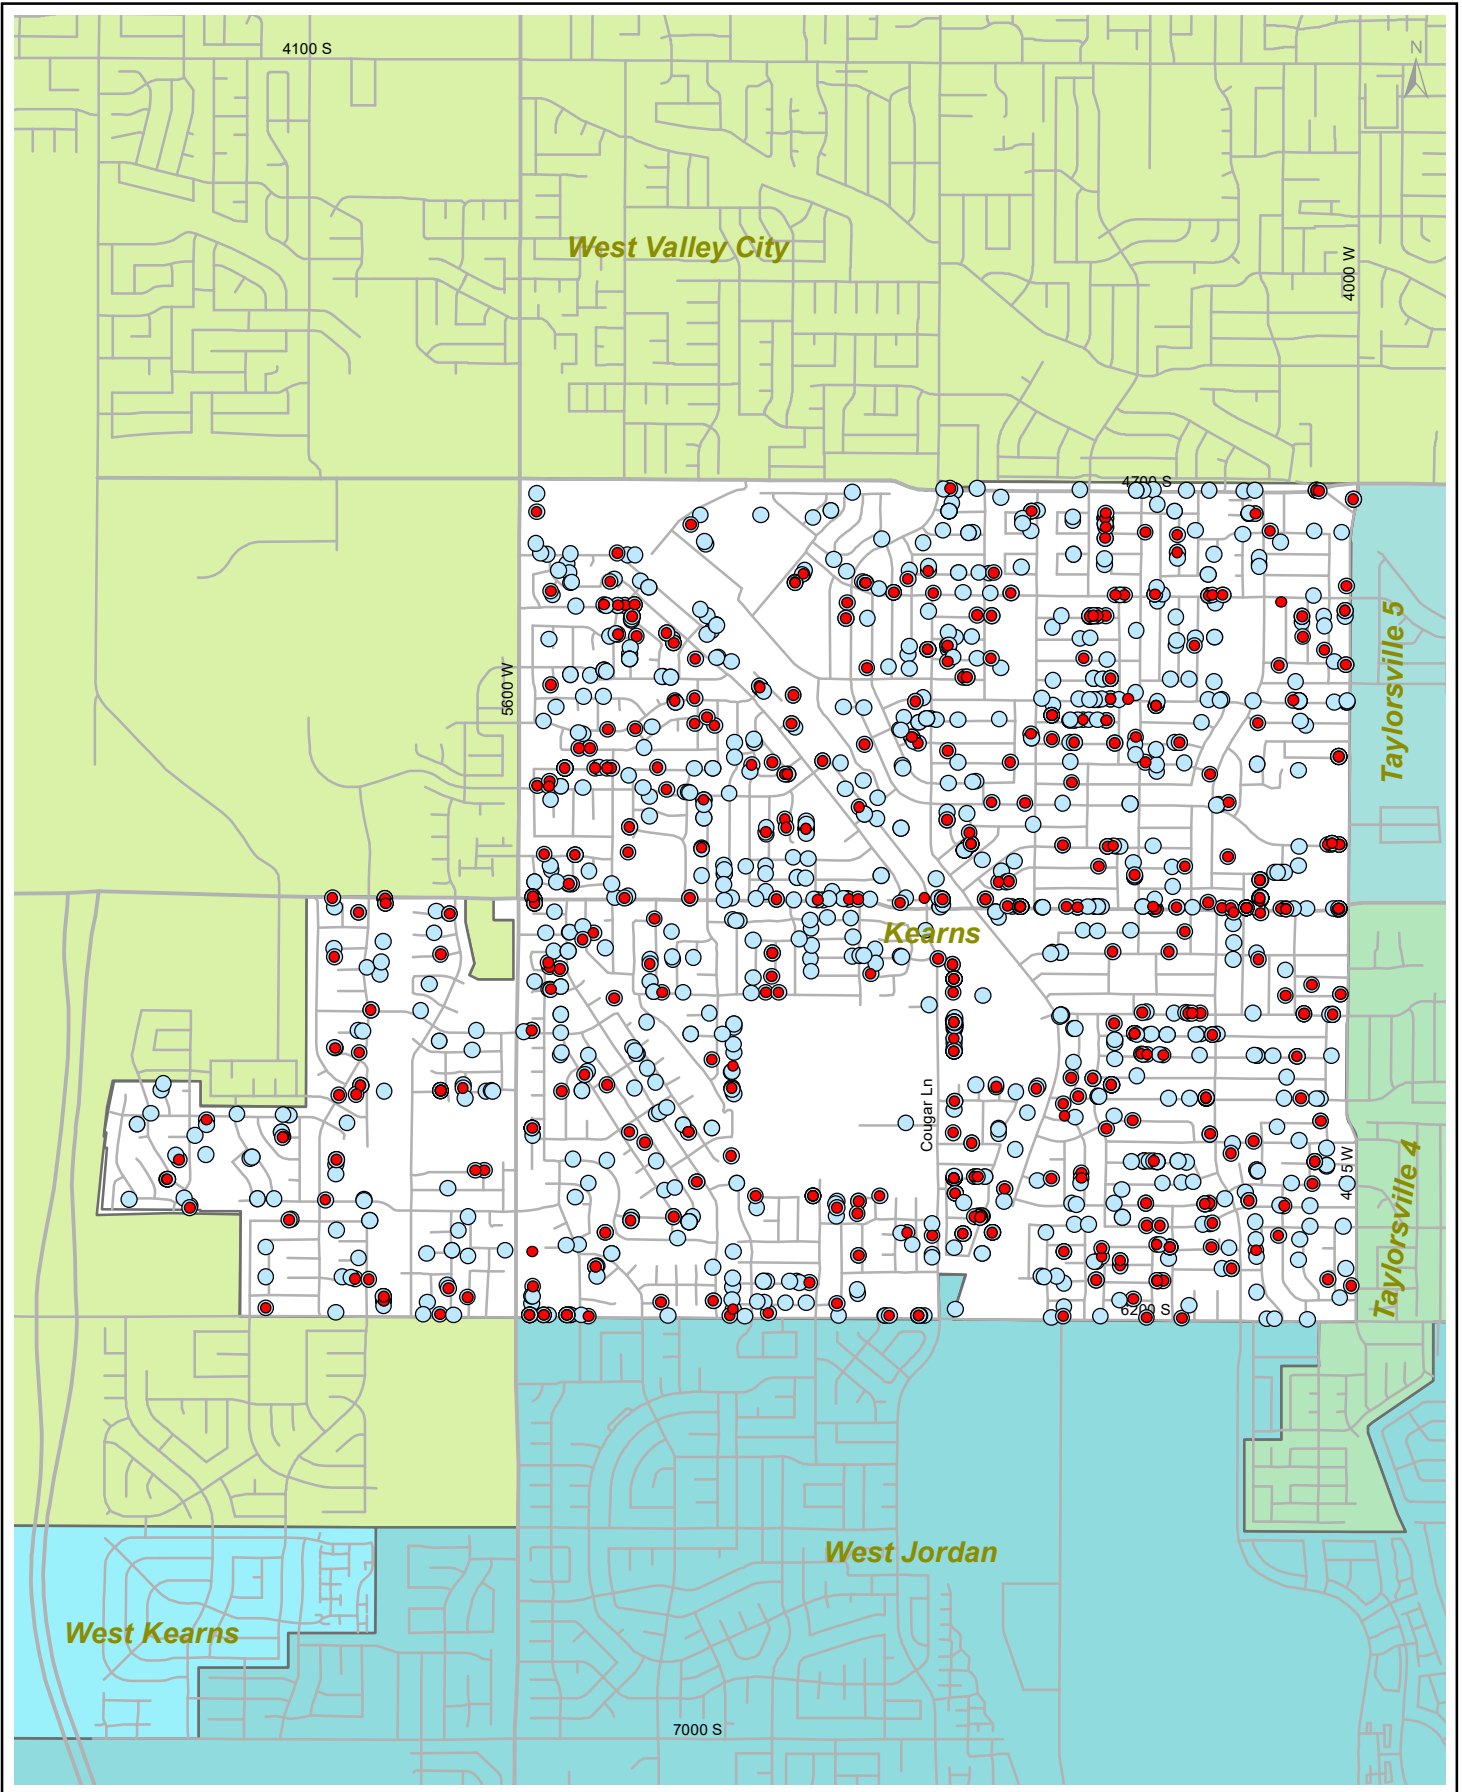 4100 S
N
West Valley City
4000 W
4700 S
Taylorsville 5
5600 W
Kearns
Cougar Ln
Taylorsville 4
6200 S
West Jordan
West Kearns
7000 S